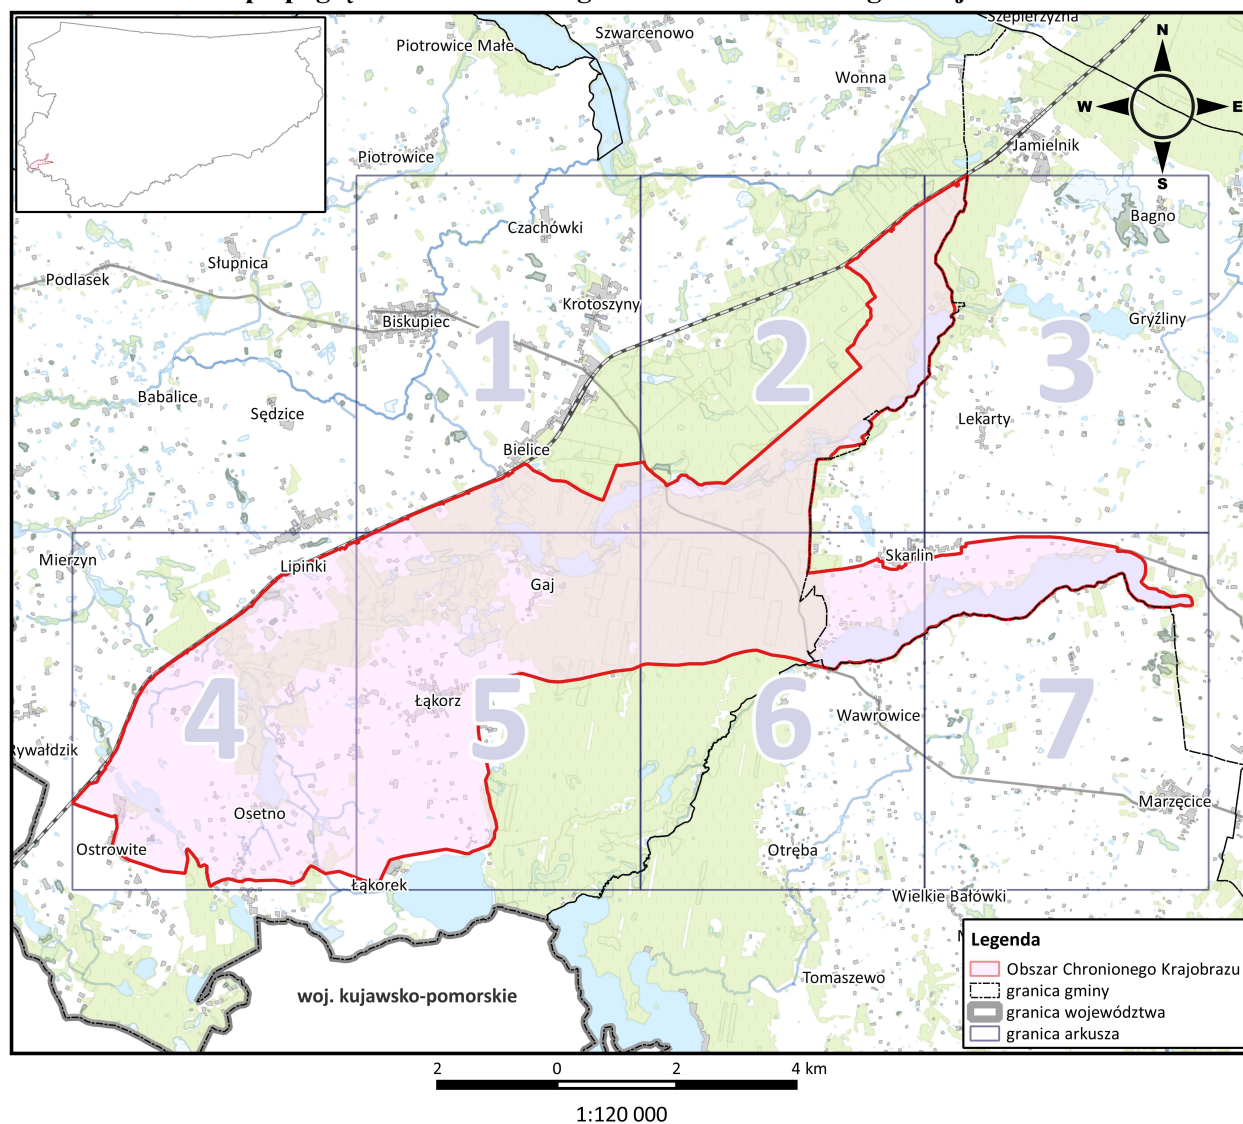 Szepierzyzna
Piotrowice Małe
Szwarcenowo
N
Wonna
W
E
Jamielnik
Piotrowice
S
Bagno
Czachówki
Słupnica
Podlasek
Krotoszyny
Biskupiec
Gryźliny
1
2
3
Babalice
Sędzice
Lekarty
Bielice
Skarlin
Mierzyn
Lipinki
Gaj
Łąkorz
4
5
6
7
Wawrowice
Rywałdzik
Marzęcice
Osetno
Ostrowite
Otręba
Łąkorek
Wielkie Bałówki
Legenda
Obszar Chronionego Krajobrazu
granica gminy
granica województwa
granica arkusza
Tomaszewo
woj. kujawsko-pomorskie
2 0 2 4 km
1:120 000